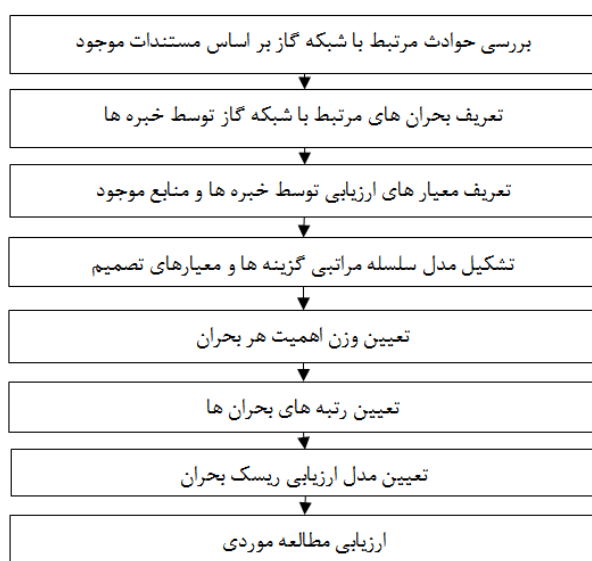 بررسی حوادث مرتبط با شبکه گاز بر اساس مستندات موجود
تعریف بحران های مرتبط با شبکه گاز توسط خبره ها
تعریف معیار های ارزیابی توسط خبره ها و منابع موجود
تشکیل مدل سلسله مراتبی گزینه ها و معیارهای تصمیم
تعیین وزن اهمیت هر بحران
تعیین رتبه های بحران ها
تعیین مدل ارزیابی ریسک بحران
ارزیابی مطالعه موردی